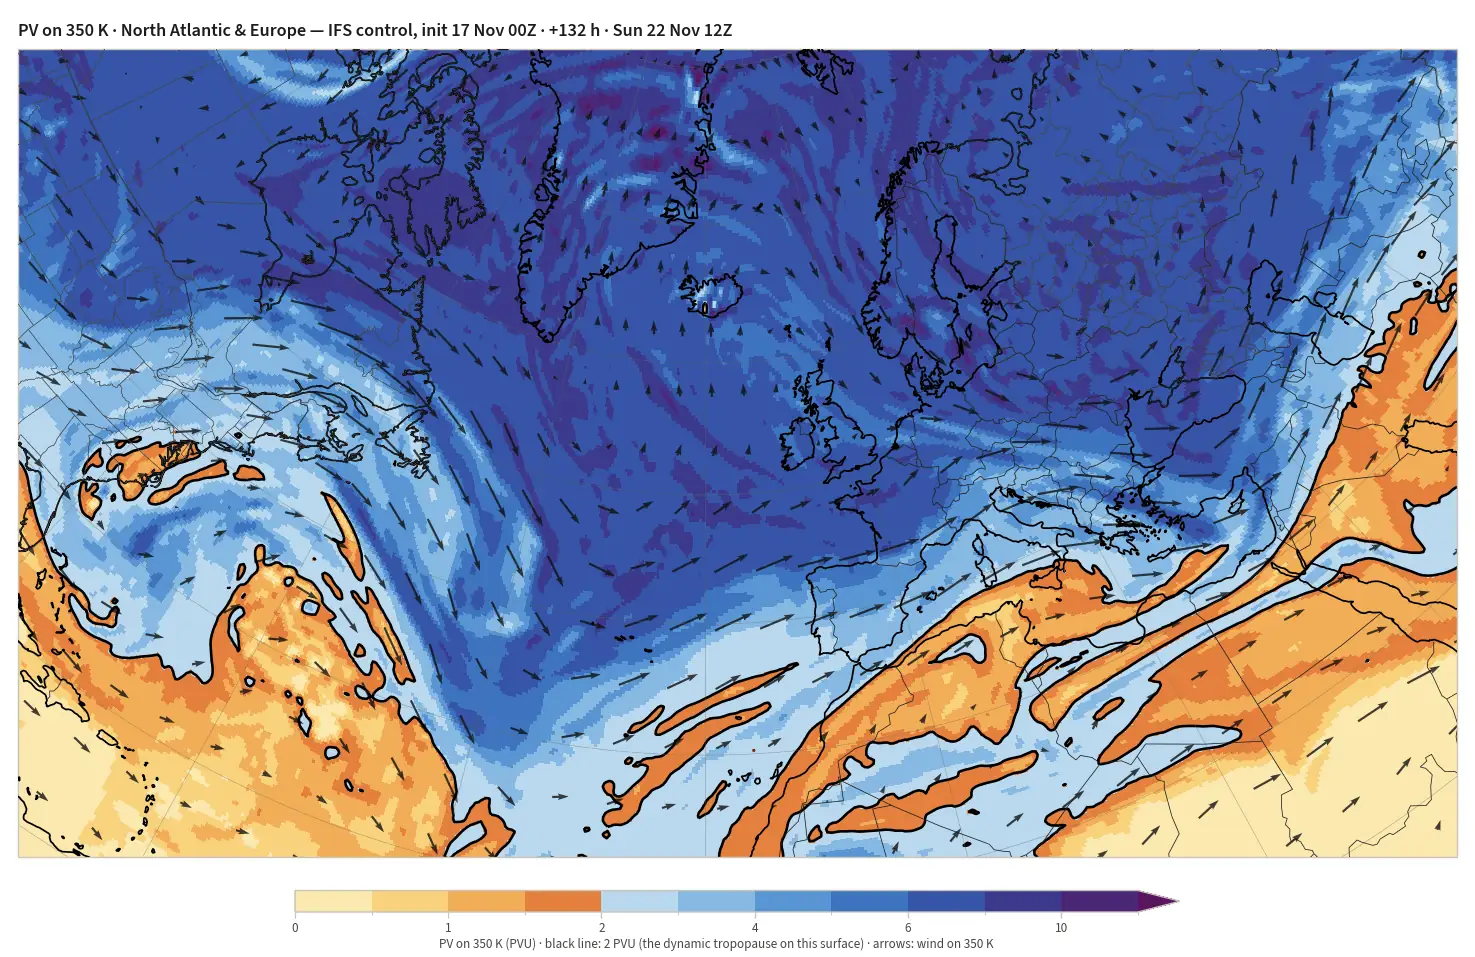 PV on 350 K · North Atlantic & Europe — IFS control, init 17 Nov 00Z · +132 h · Sun 22 Nov 12Z
0 1 2 4 6 10
PV on 350 K (PVU) · black line: 2 PVU (the dynamic tropopause on this surface) · arrows: wind on 350 K